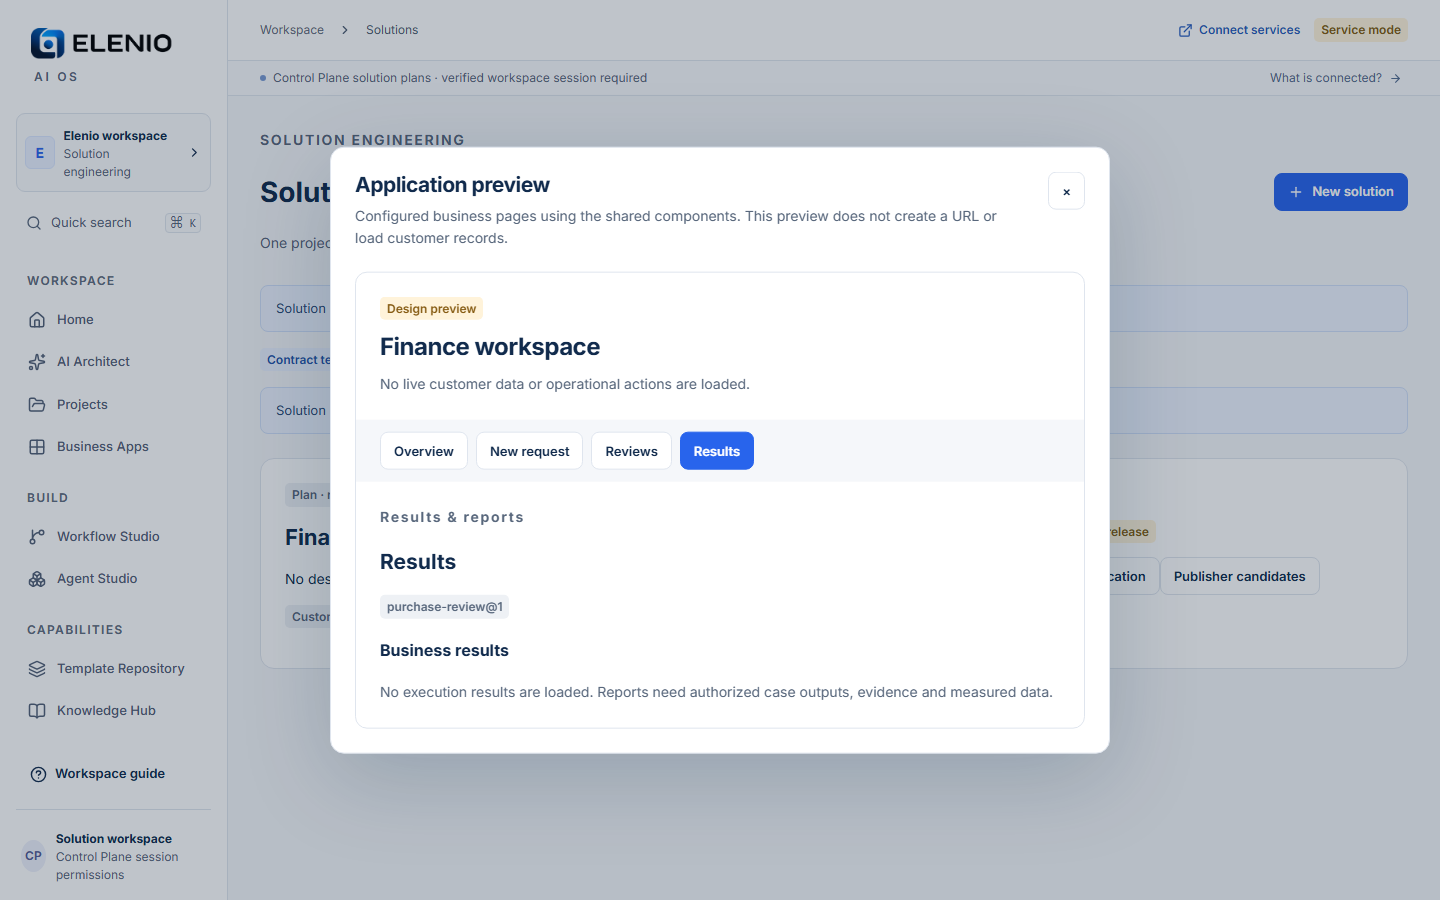 ELENIO
AI OS
E
Elenio workspace
Solution
engineering
Quick search
⌘ K
WORKSPACE
Home
AI Architect
Projects
Business Apps
BUILD
Workflow Studio
Agent Studio
CAPABILITIES
Template Repository
Knowledge Hub
Workspace guide
CP
Solution workspace
Control Plane session
permissions
Workspace
Solutions
Connect services
Service mode
Control Plane solution plans · verified workspace session required
What is connected?
SOLUTION ENGINEERING
New solution
Solution
Solution
Plan ·
Application preview
×
Configured business pages using the shared components. This preview does not create a URL or
load customer records.
Design preview
Finance workspace
No live customer data or operational actions are loaded.
Overview
New request
Reviews
Results
Results & reports
Results
purchase-review@1
Business results
No execution results are loaded. Reports need authorized case outputs, evidence and measured data.
Publisher candidates